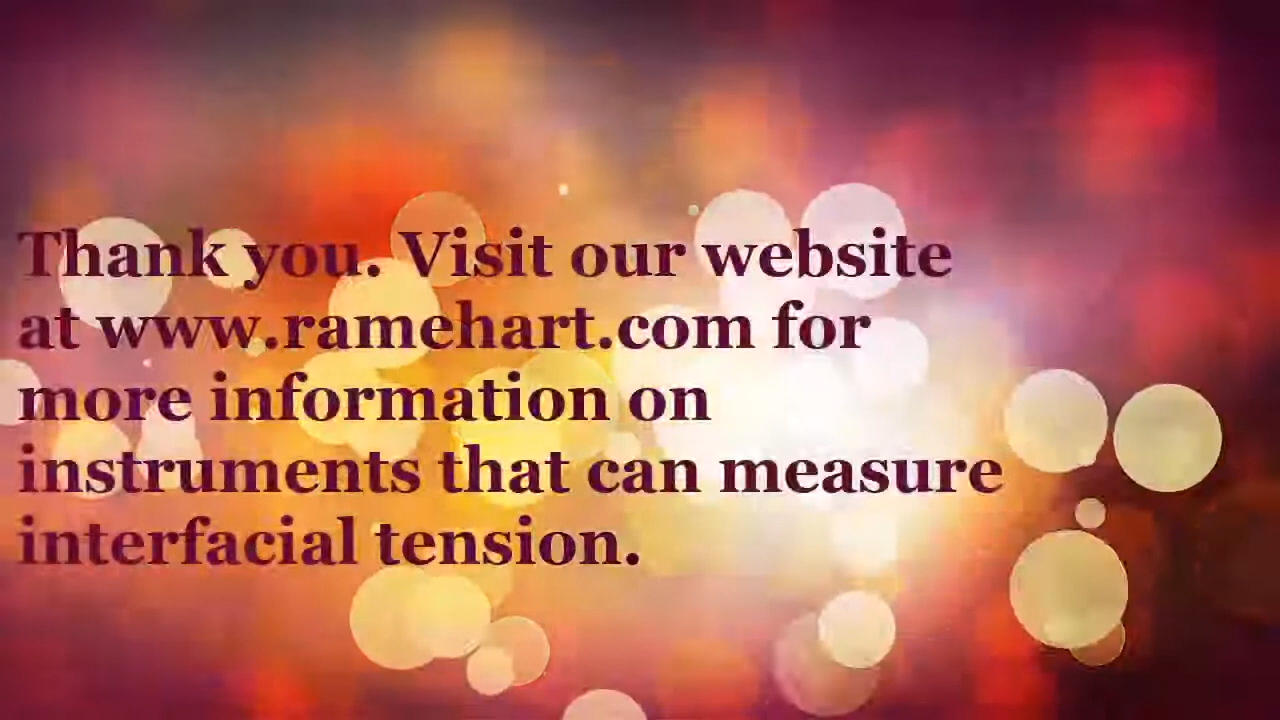 Thank you. Visit our website
at www.ramehart.com for
more information on
instruments that can measure
interfacial tension.